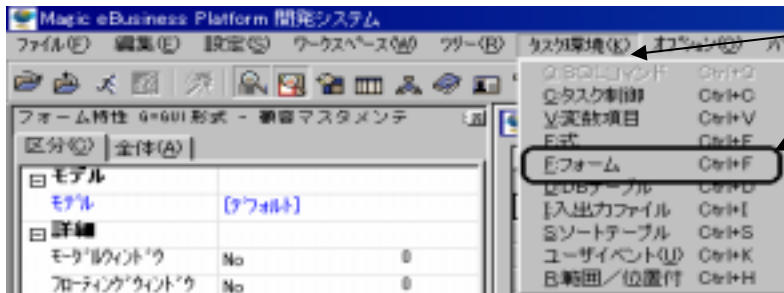 Magic eBusiness Platform 開発システム
ファイル(F) 編集(E) 設定(S) ワークスペース(W) フリー(R) タスク環境(K) オプション(O)
フォーム特性 G=GUI形式 - 顧客マスタメンテ
区分(C) 全体(A)
モデル
モデル [デフォルト]
詳細
モーダルウィンドウ No 0
フローティングウィンドウ No 0
Q:SQLコマンド Ctrl+Q
C:タスク制御 Ctrl+C
V:変数項目 Ctrl+V
E:式 Ctrl+E
F:フォーム Ctrl+F
D:DBテーブル Ctrl+D
I:入出力ファイル Ctrl+I
S:ソートテーブル Ctrl+S
ユーザイベント(U) Ctrl+K
R:範囲/位置付 Ctrl+H